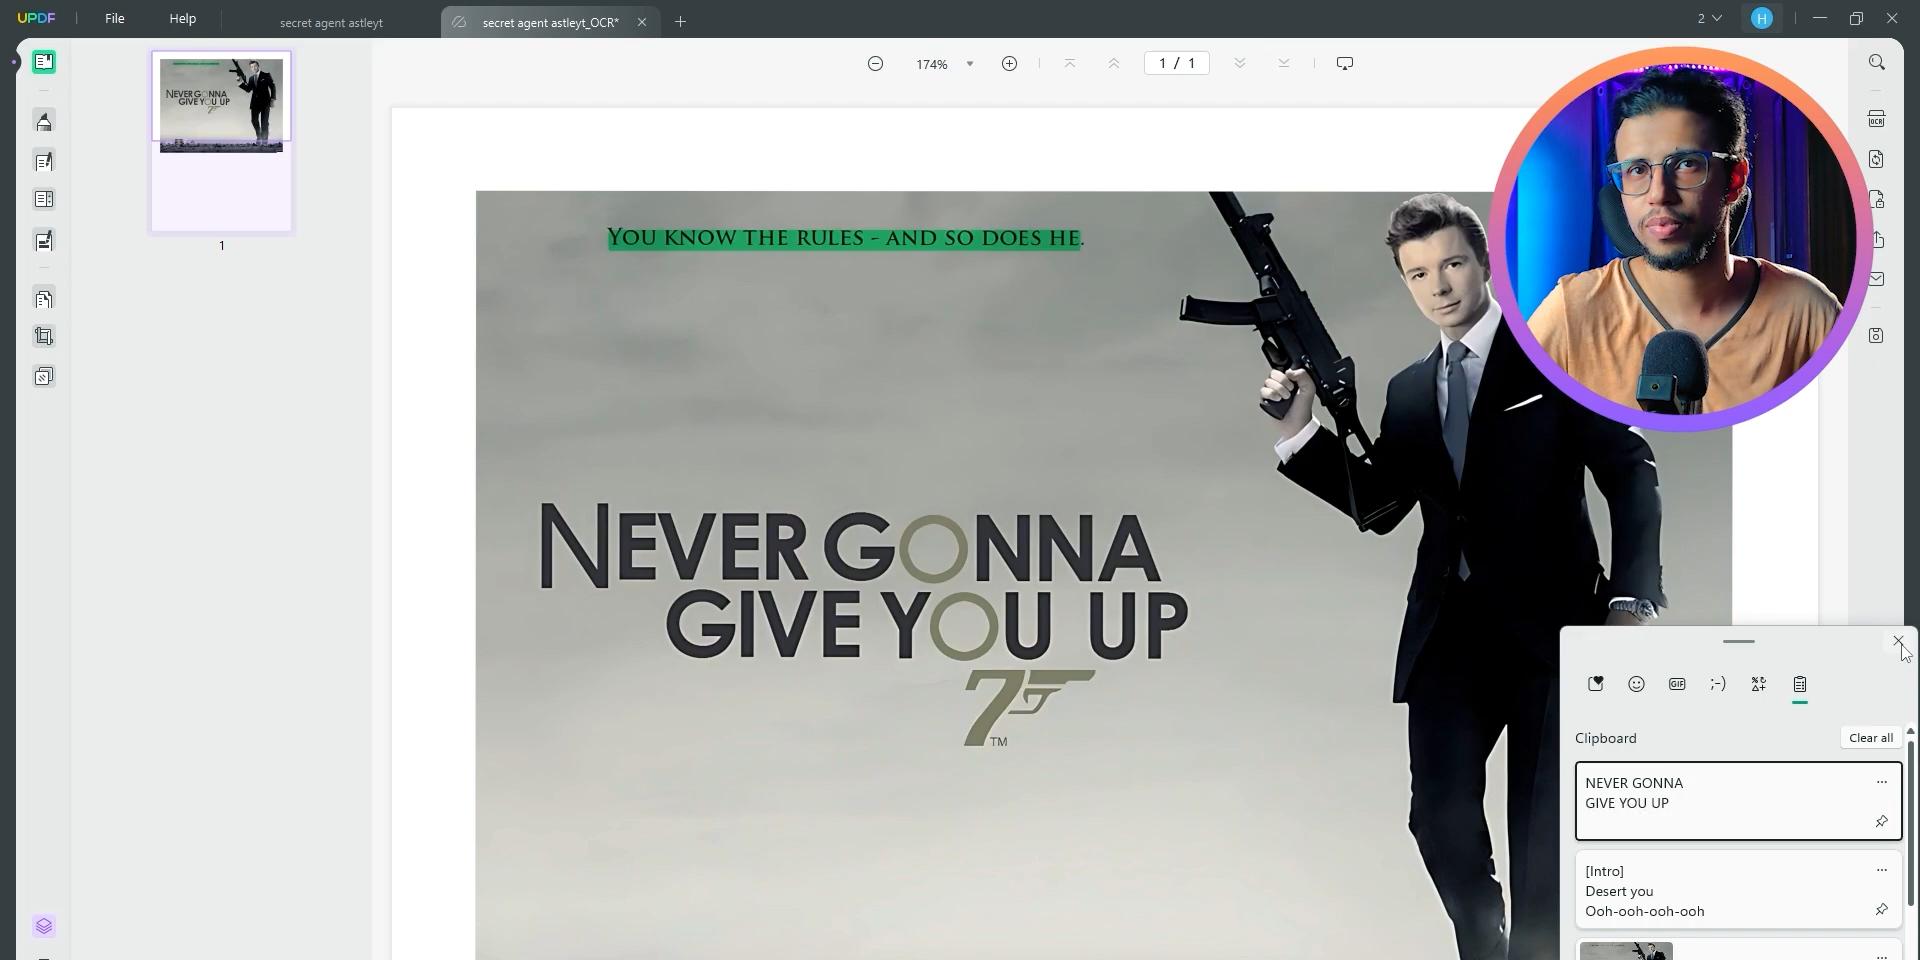 UPDF
File
Help
secret agent astleyt
secret agent astleyt_OCR*
2
H
174%
1 / 1
OCR
1
YOU KNOW THE RULES - AND SO DOES HE.
NEVER GONNA
GIVE YOU UP
7
TM
GIF
;-)
Clipboard
Clear all
NEVER GONNA
GIVE YOU UP
[Intro]
Desert you
Ooh-ooh-ooh-ooh